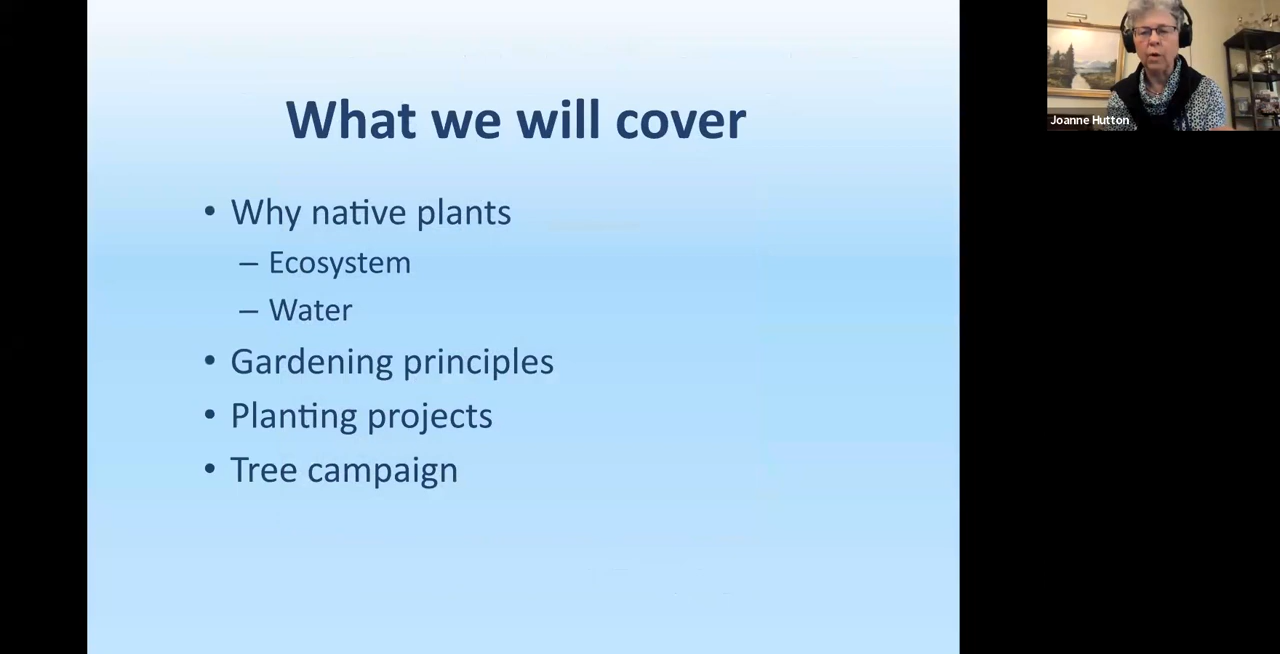 What we will cover
• Why native plants
– Ecosystem
– Water
• Gardening principles
• Planting projects
• Tree campaign
Joanne Hutton